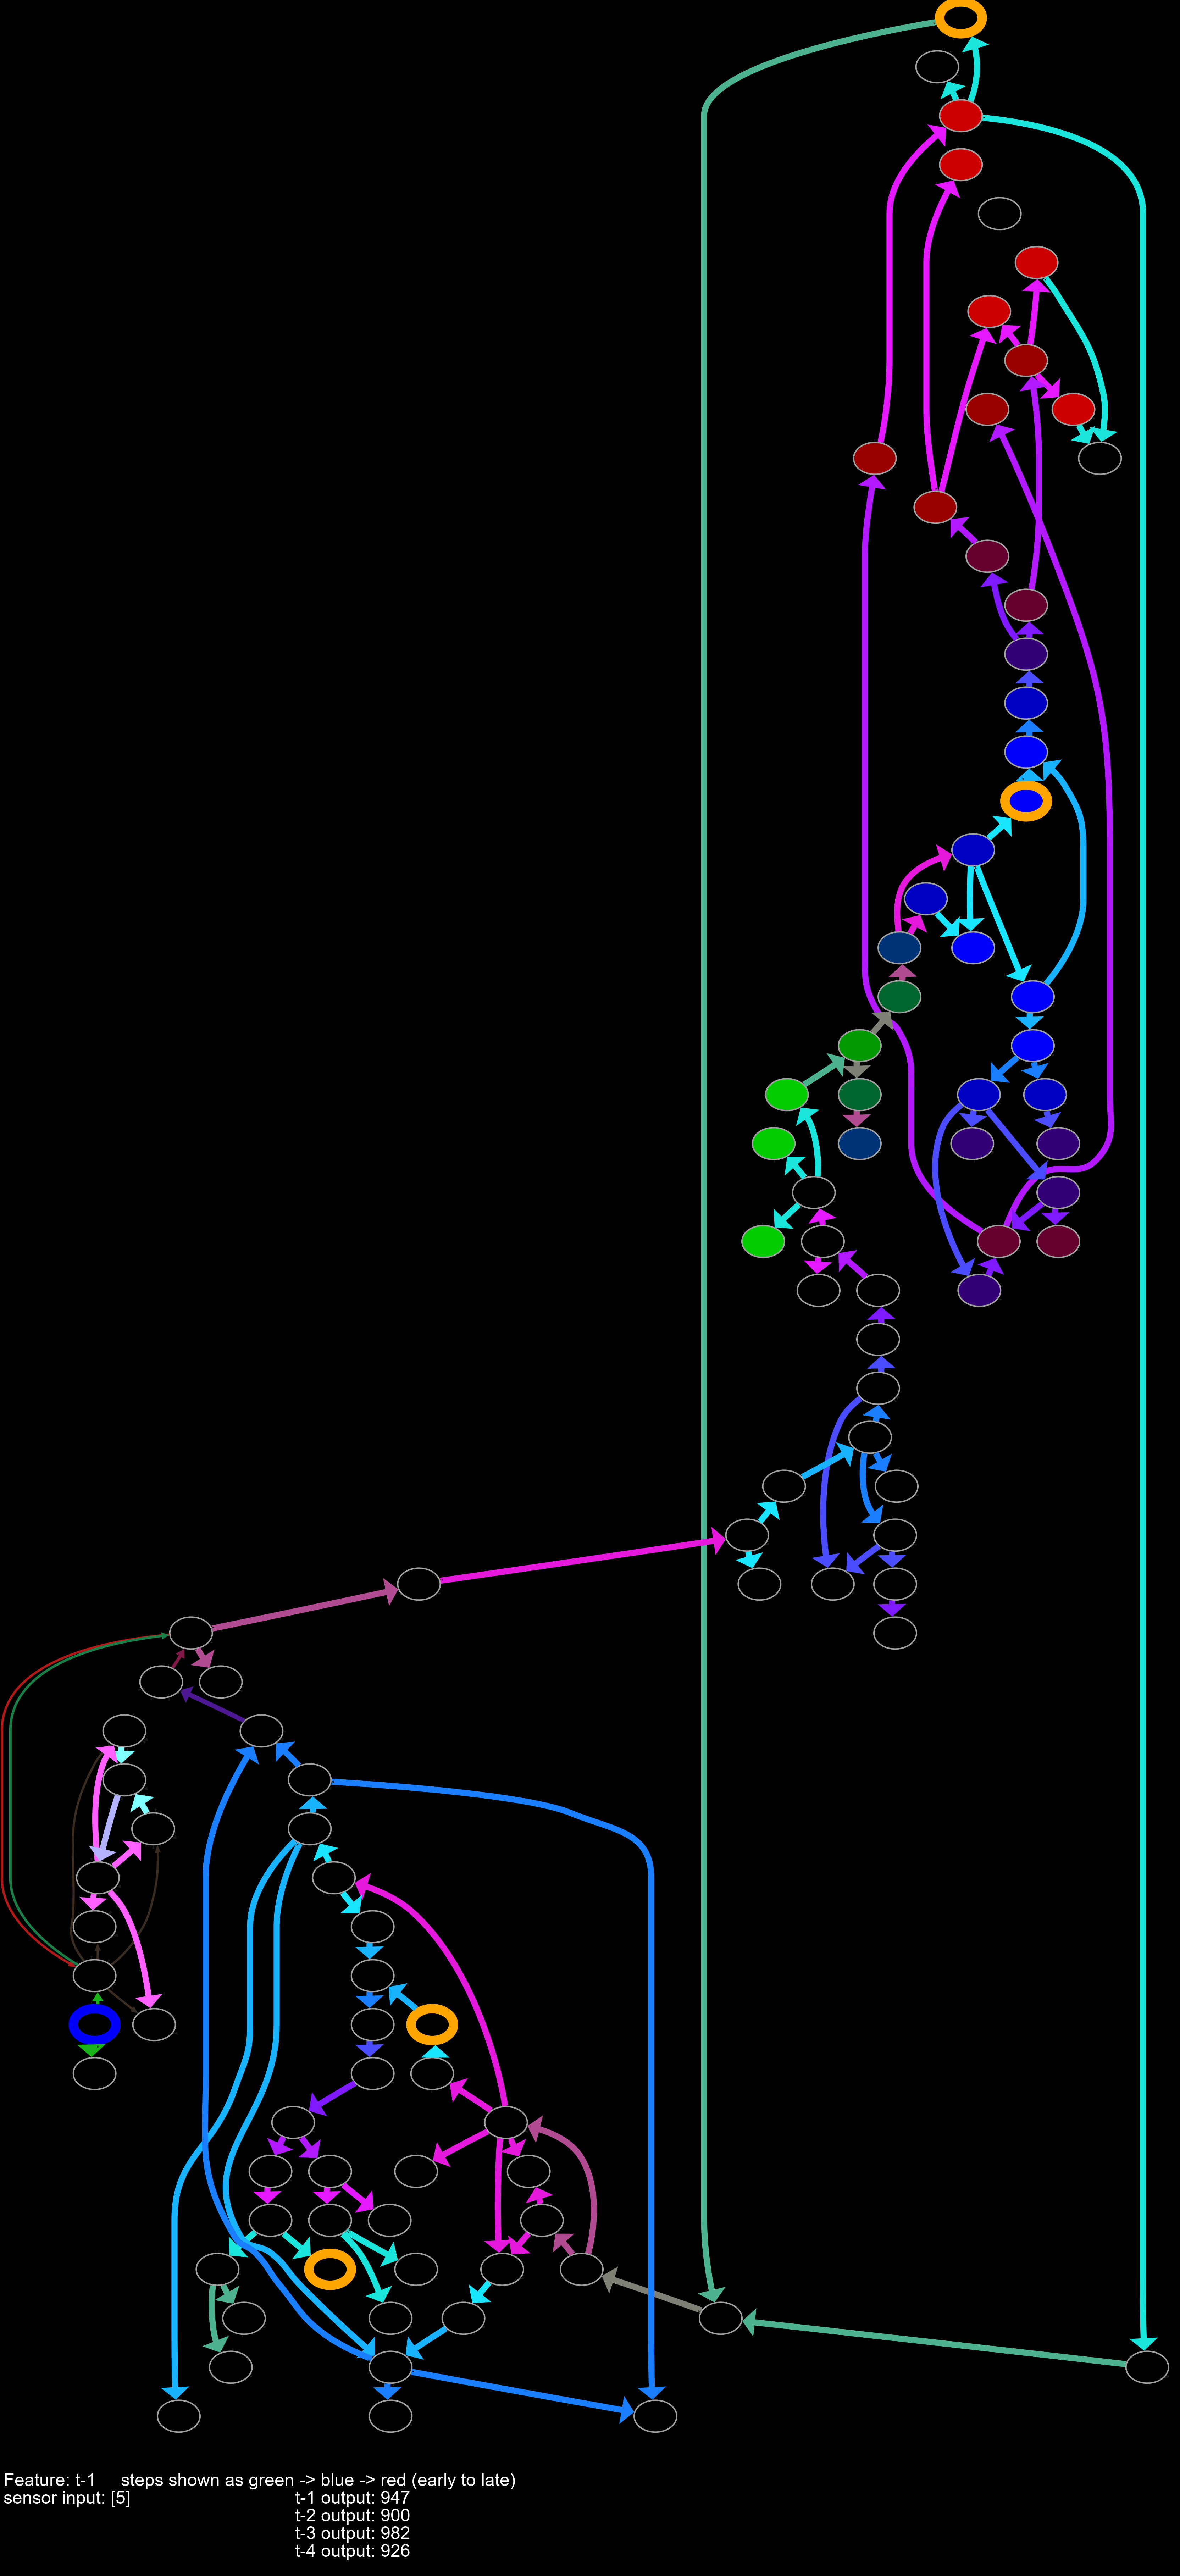 Feature: t-1 steps shown as green -> blue -> red (early to late)
sensor input: [5]
t-1 output: 947
t-2 output: 900
t-3 output: 982
t-4 output: 926